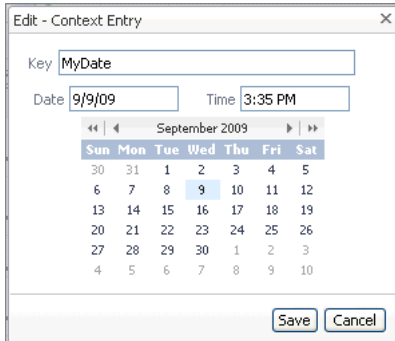 Edit - Context Entry
Key MyDate
Date 9/9/09 Time 3:35 PM
September 2009
Sun Mon Tue Wed Thu Fri Sat
30 31 1 2 3 4 5
6 7 8 9 10 11 12
13 14 15 16 17 18 19
20 21 22 23 24 25 26
27 28 29 30 1 2 3
4 5 6 7 8 9 10
Save Cancel